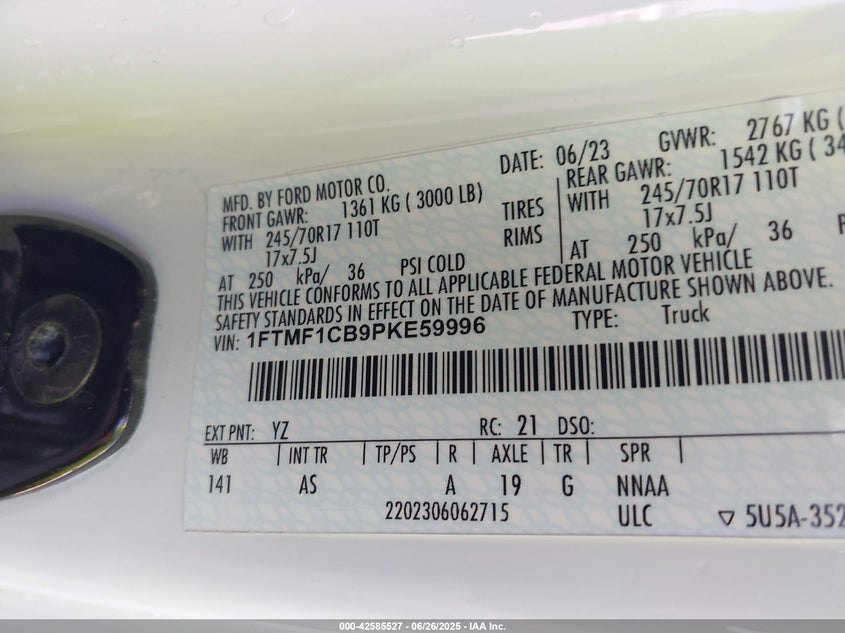 MFD. BY FORD MOTOR CO.
DATE: 06/23 GVWR: 2767 KG (
FRONT GAWR: 1361 KG ( 3000 LB)
REAR GAWR: 1542 KG ( 34
WITH 245/70R17 110T TIRES
WITH 245/70R17 110T
17x7.5J RIMS
17x7.5J
AT 250 kPa/ 36 PSI COLD
AT 250 kPa/ 36
THIS VEHICLE CONFORMS TO ALL APPLICABLE FEDERAL MOTOR VEHICLE
SAFETY STANDARDS IN EFFECT ON THE DATE OF MANUFACTURE SHOWN ABOVE.
VIN: 1FTMF1CB9PKE59996 TYPE: Truck
EXT PNT: YZ RC: 21 DSO:
WB | INT TR | TP/PS | R | AXLE | TR | SPR |
141 AS A 19 G NNAA
2202306062715 ULC ▽ 5U5A-352
000-42585527 - 06/26/2025 - IAA Inc.